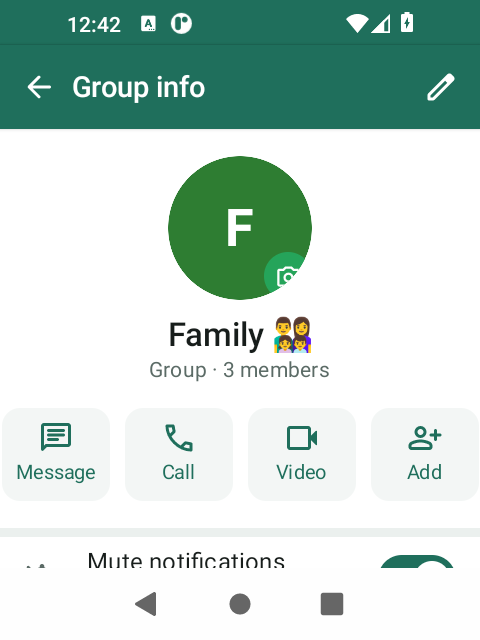 12:42
Group info
F
Family 👨‍👩‍👧‍👦
Group · 3 members
Message
Call
Video
Add
Mute notifications